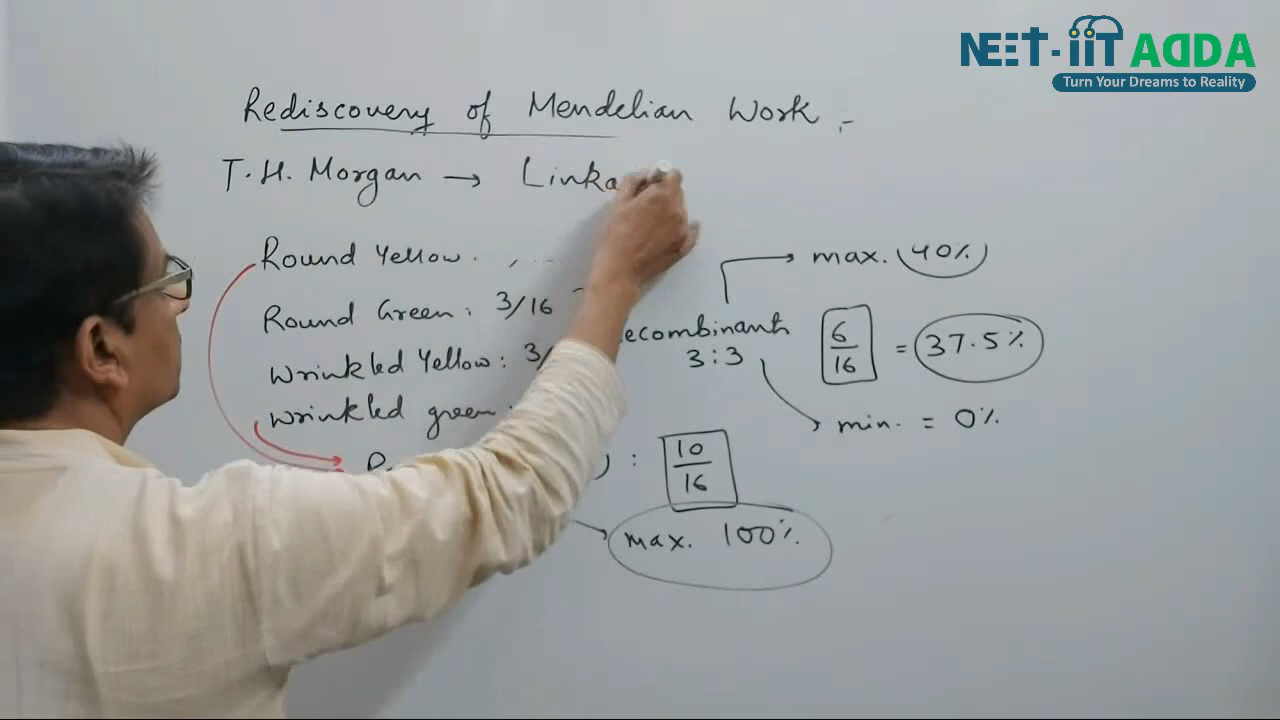 NEET-iiT ADDA
Turn Your Dreams to Reality
Rediscovery of Mendelian Work -
T.H. Morgan → Linka
Round Yellow.
Round Green: 3/16
Wrinkled Yellow: 3/
Wrinkled green:
ecombinants
3:3
max. 40%
6/16 = 37.5%
min. = 0%
: 10/16
max. 100%.